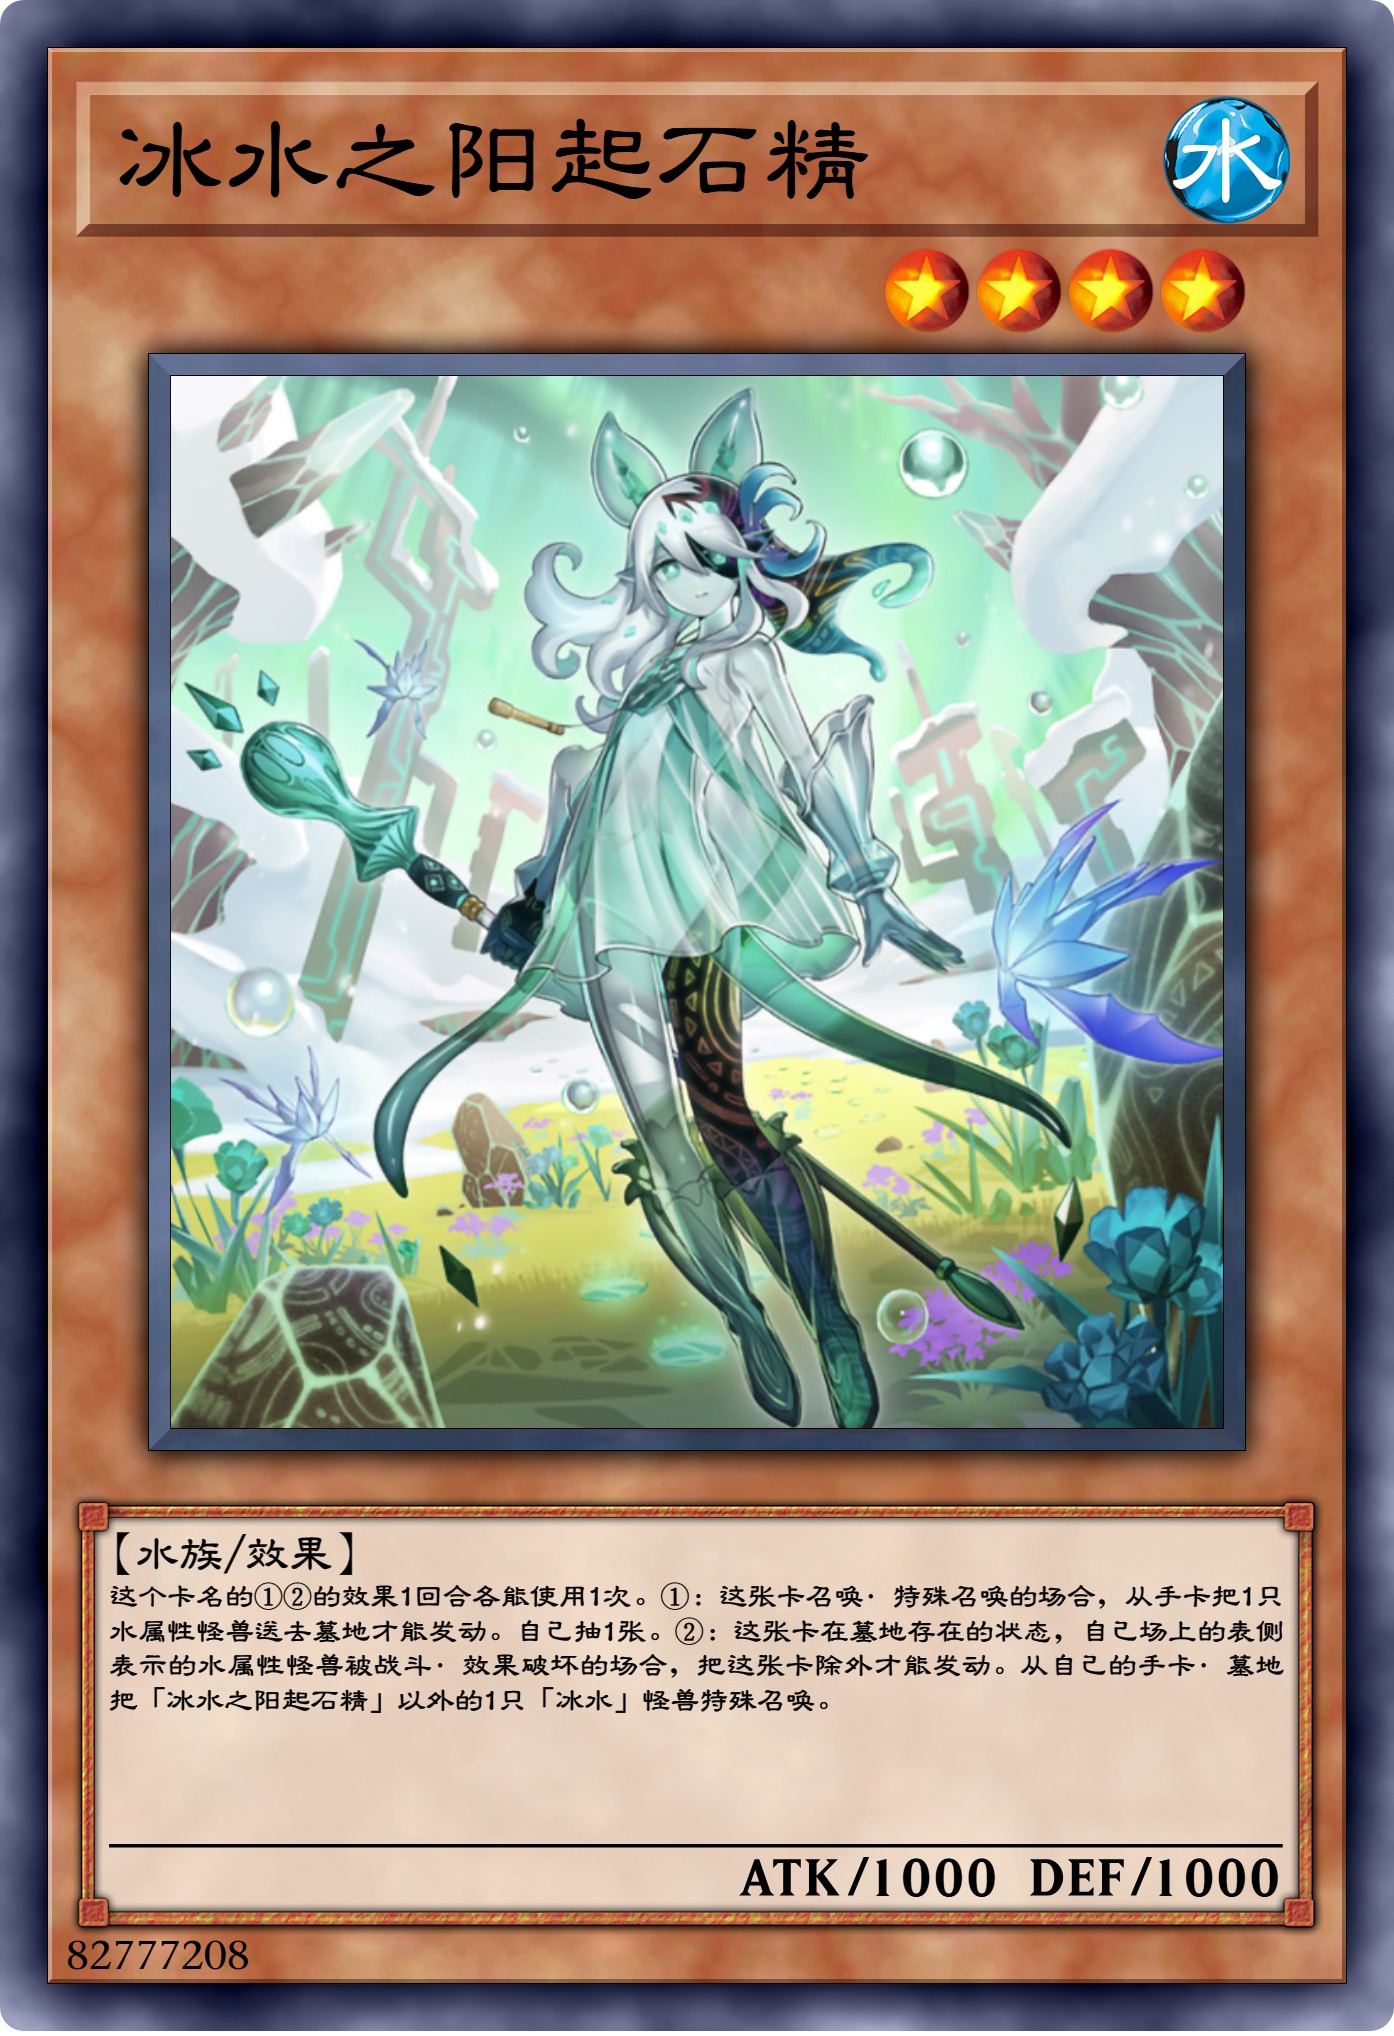 冰水之阳起石精
水
【水族/效果】
这个卡名的①②的效果1回合各能使用1次。①：这张卡召唤·特殊召唤的场合，从手卡把1只
水属性怪兽送去墓地才能发动。自己抽1张。②：这张卡在墓地存在的状态，自己场上的表侧
表示的水属性怪兽被战斗·效果破坏的场合，把这张卡除外才能发动。从自己的手卡·墓地
把「冰水之阳起石精」以外的1只「冰水」怪兽特殊召唤。
ATK/1000 DEF/1000
82777208